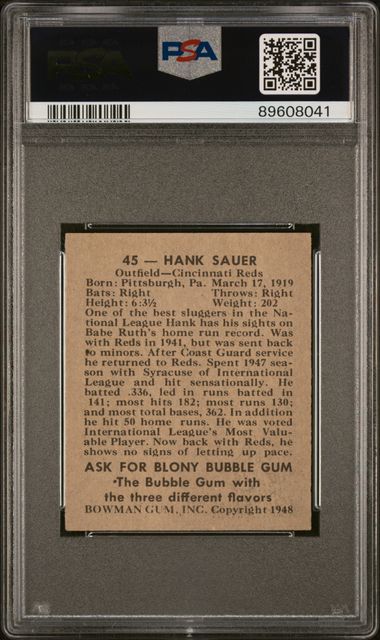 PSA
PSA
89608041
45 — HANK SAUER
Outfield—Cincinnati Reds
Born: Pittsburgh, Pa. March 17, 1919
Bats: Right Throws: Right
Height: 6:3½ Weight: 202
One of the best sluggers in the Na-
tional League Hank has his sights on
Babe Ruth's home run record. Was
with Reds in 1941, but was sent back
to minors. After Coast Guard service
he returned to Reds. Spent 1947 sea-
son with Syracuse of International
League and hit sensationally. He
batted .336, led in runs batted in
141; most hits 182; most runs 130;
and most total bases, 362. In addition
he hit 50 home runs. He was voted
International League's Most Valu-
able Player. Now back with Reds, he
shows no signs of letting up pace.
ASK FOR BLONY BUBBLE GUM
•The Bubble Gum with
the three different flavors
BOWMAN GUM, INC. Copyright 1948